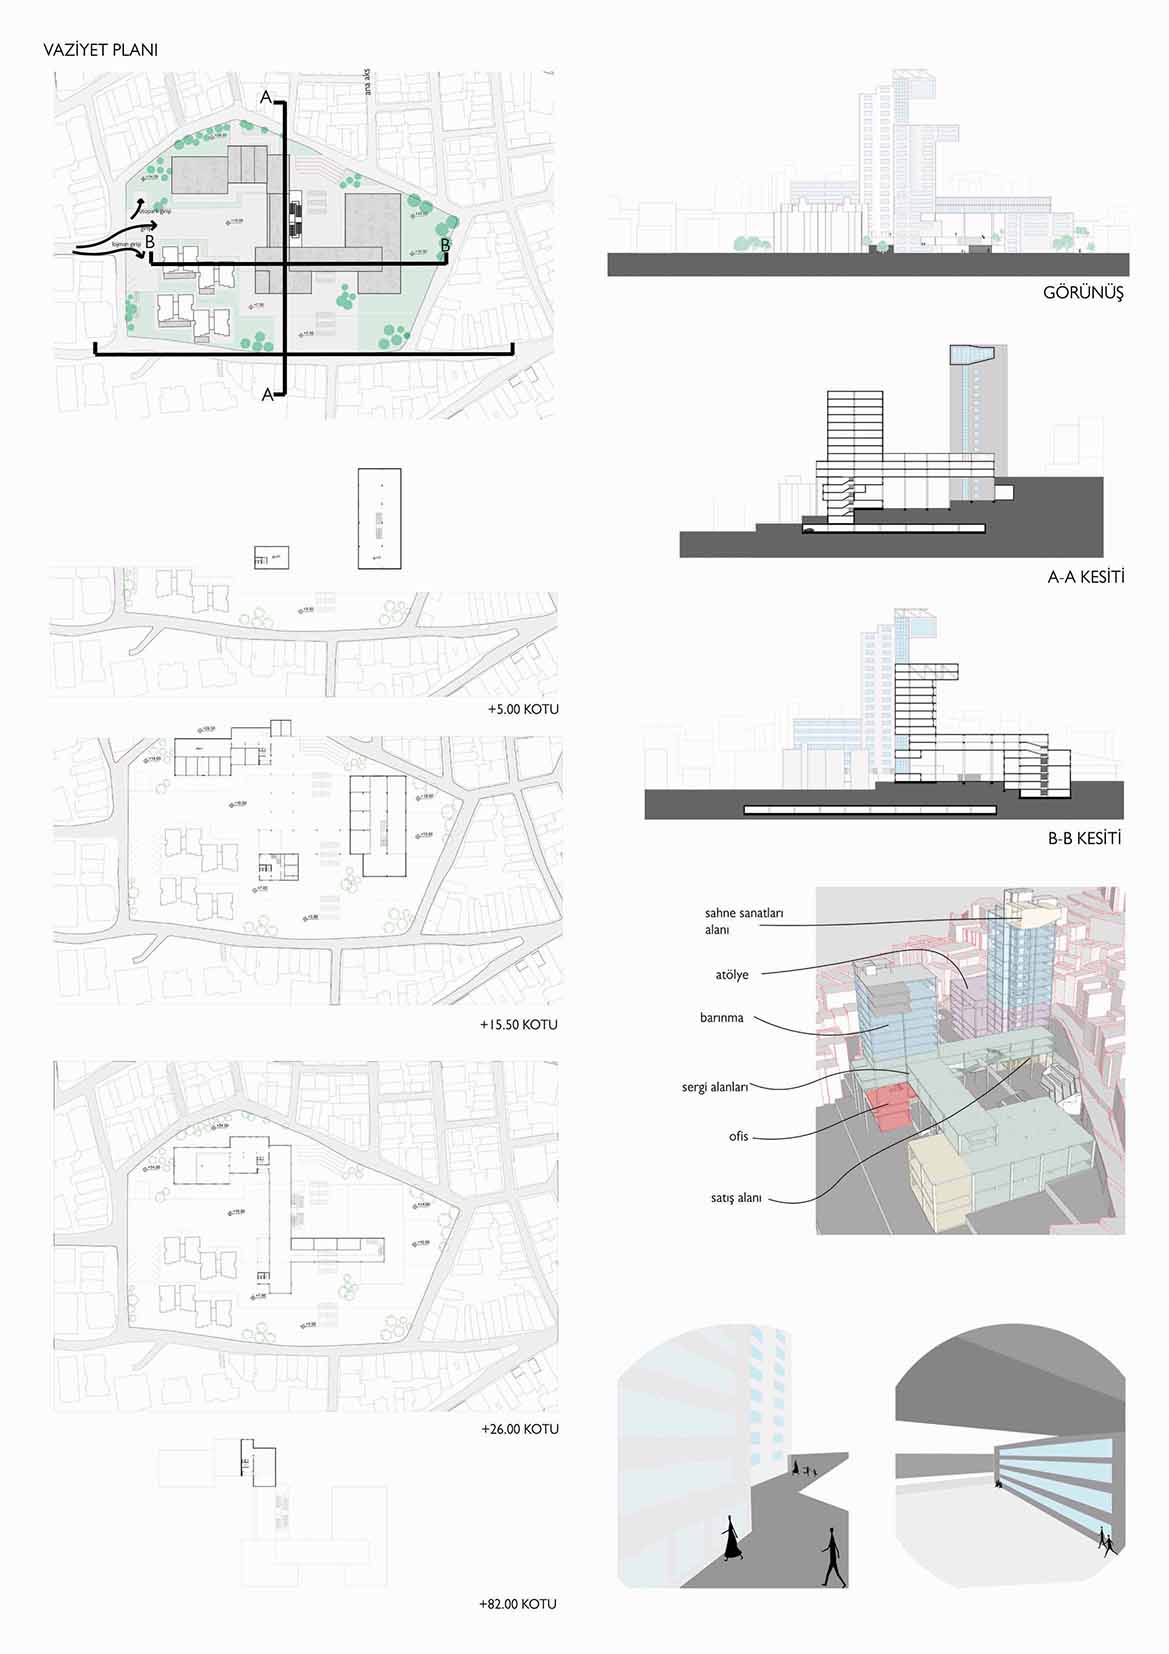 VAZİYET PLANI
A
ana aks
otopark girişi
lojman girişi
B
B
A
GÖRÜNÜŞ
A-A KESİTİ
+5.00 KOTU
B-B KESİTİ
+15.50 KOTU
sahne sanatları
alanı
atölye
barınma
sergi alanları
ofis
satış alanı
+26.00 KOTU
+82.00 KOTU